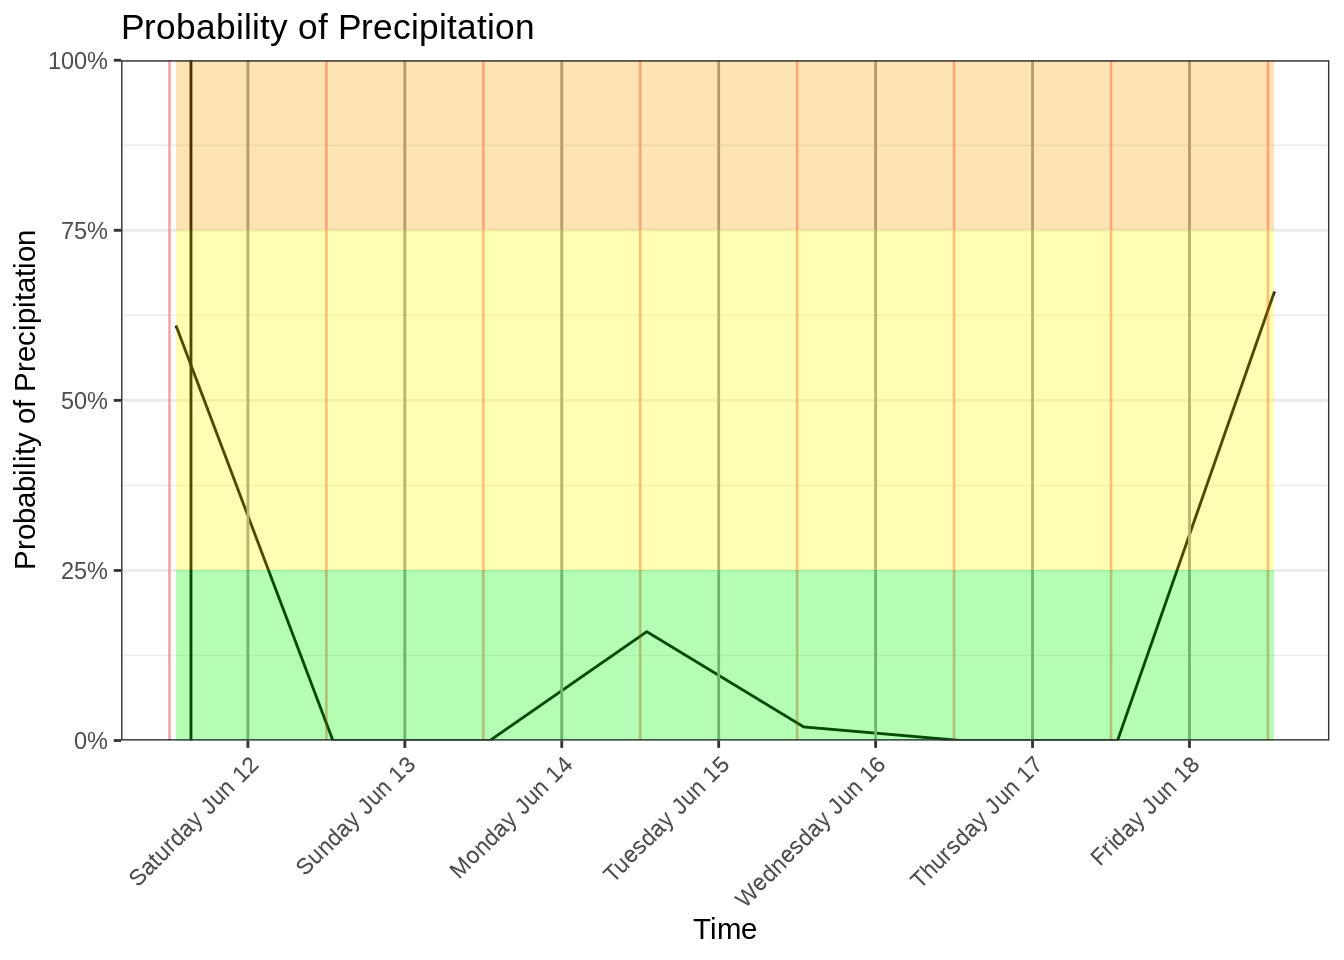 Probability of Precipitation
Probability of Precipitation
100%
75%
50%
25%
0%
Saturday Jun 12
Sunday Jun 13
Monday Jun 14
Tuesday Jun 15
Wednesday Jun 16
Thursday Jun 17
Friday Jun 18
Time